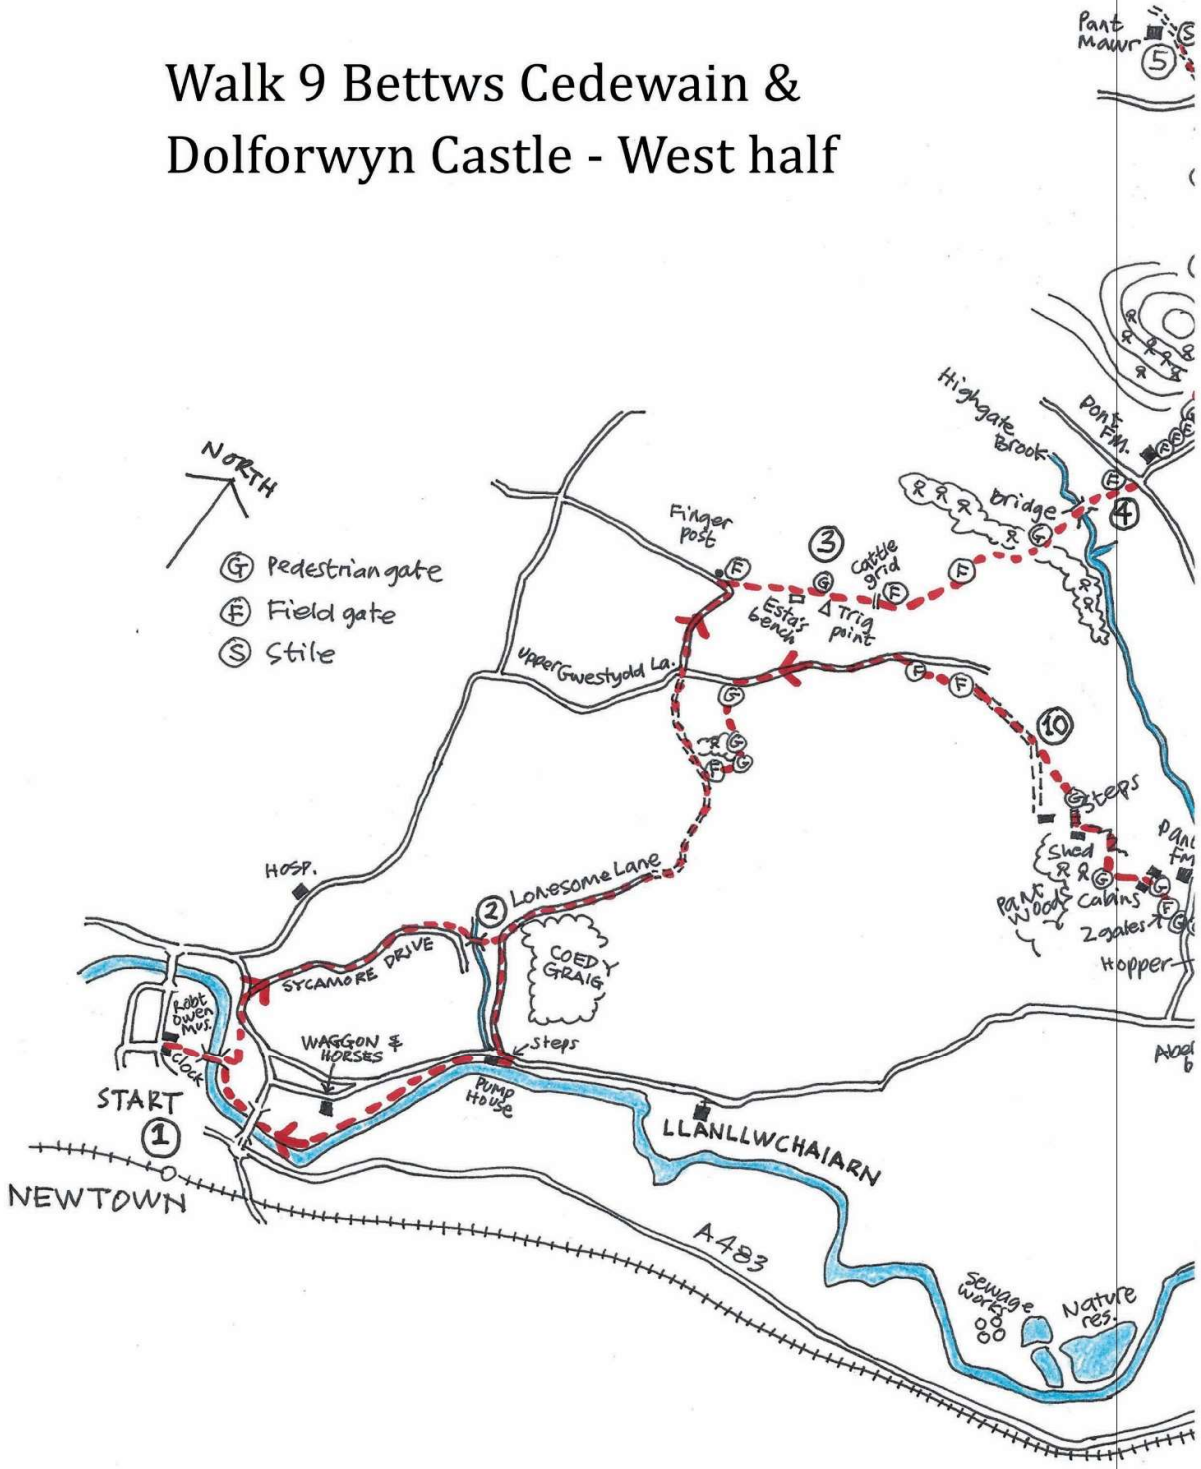 Walk 9 Bettws Cedewain &
Dolforwyn Castle - West half
Pant
Mawr
S
5
NORTH
G Pedestrian gate
F Field gate
S Stile
Highgate
Brook
Pont
FM.
F
F
F
Bridge
G
F
4
Finger
post
F
3
G
Cattle
grid
F
F
Esta's
bench
Trig
point
Upper Gwestydd La.
G
F
F
10
G
G
F
G
Steps
Shed
Pant
Wood
G
Cabins
G
F
G
2 gates
FM
Hopper
HOSP.
2
Lonesome Lane
SYCAMORE DRIVE
COED Y
GRAIG
Robt
Owen
Mus.
Clock
WAGGON &
HORSES
Steps
PUMP
HOUSE
START
1
NEWTOWN
LLANLLWCHAIARN
A483
Sewage
works
Nature
res.